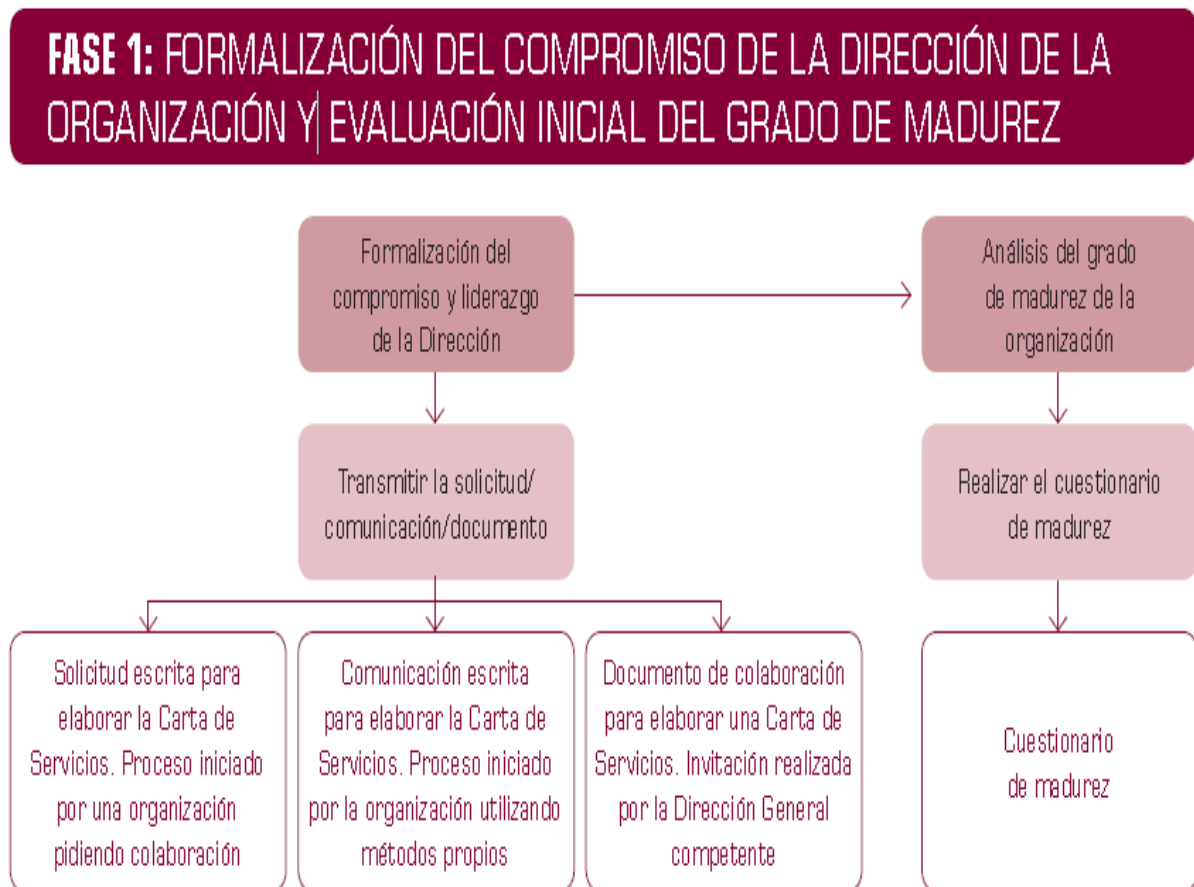 FASE 1: FORMALIZACIÓN DEL COMPROMISO DE LA DIRECCIÓN DE LA
ORGANIZACIÓN Y EVALUACIÓN INICIAL DEL GRADO DE MADUREZ
Formalización del
compromiso y liderazgo
de la Dirección
Análisis del grado
de madurez de la
organización
Transmitir la solicitud/
comunicación/documento
Realizar el cuestionario
de madurez
Solicitud escrita para
elaborar la Carta de
Servicios. Proceso iniciado
por una organización
pidiendo colaboración
Comunicación escrita
para elaborar la Carta de
Servicios. Proceso iniciado
por la organización utilizando
métodos propios
Documento de colaboración
para elaborar una Carta de
Servicios. Invitación realizada
por la Dirección General
competente
Cuestionario
de madurez